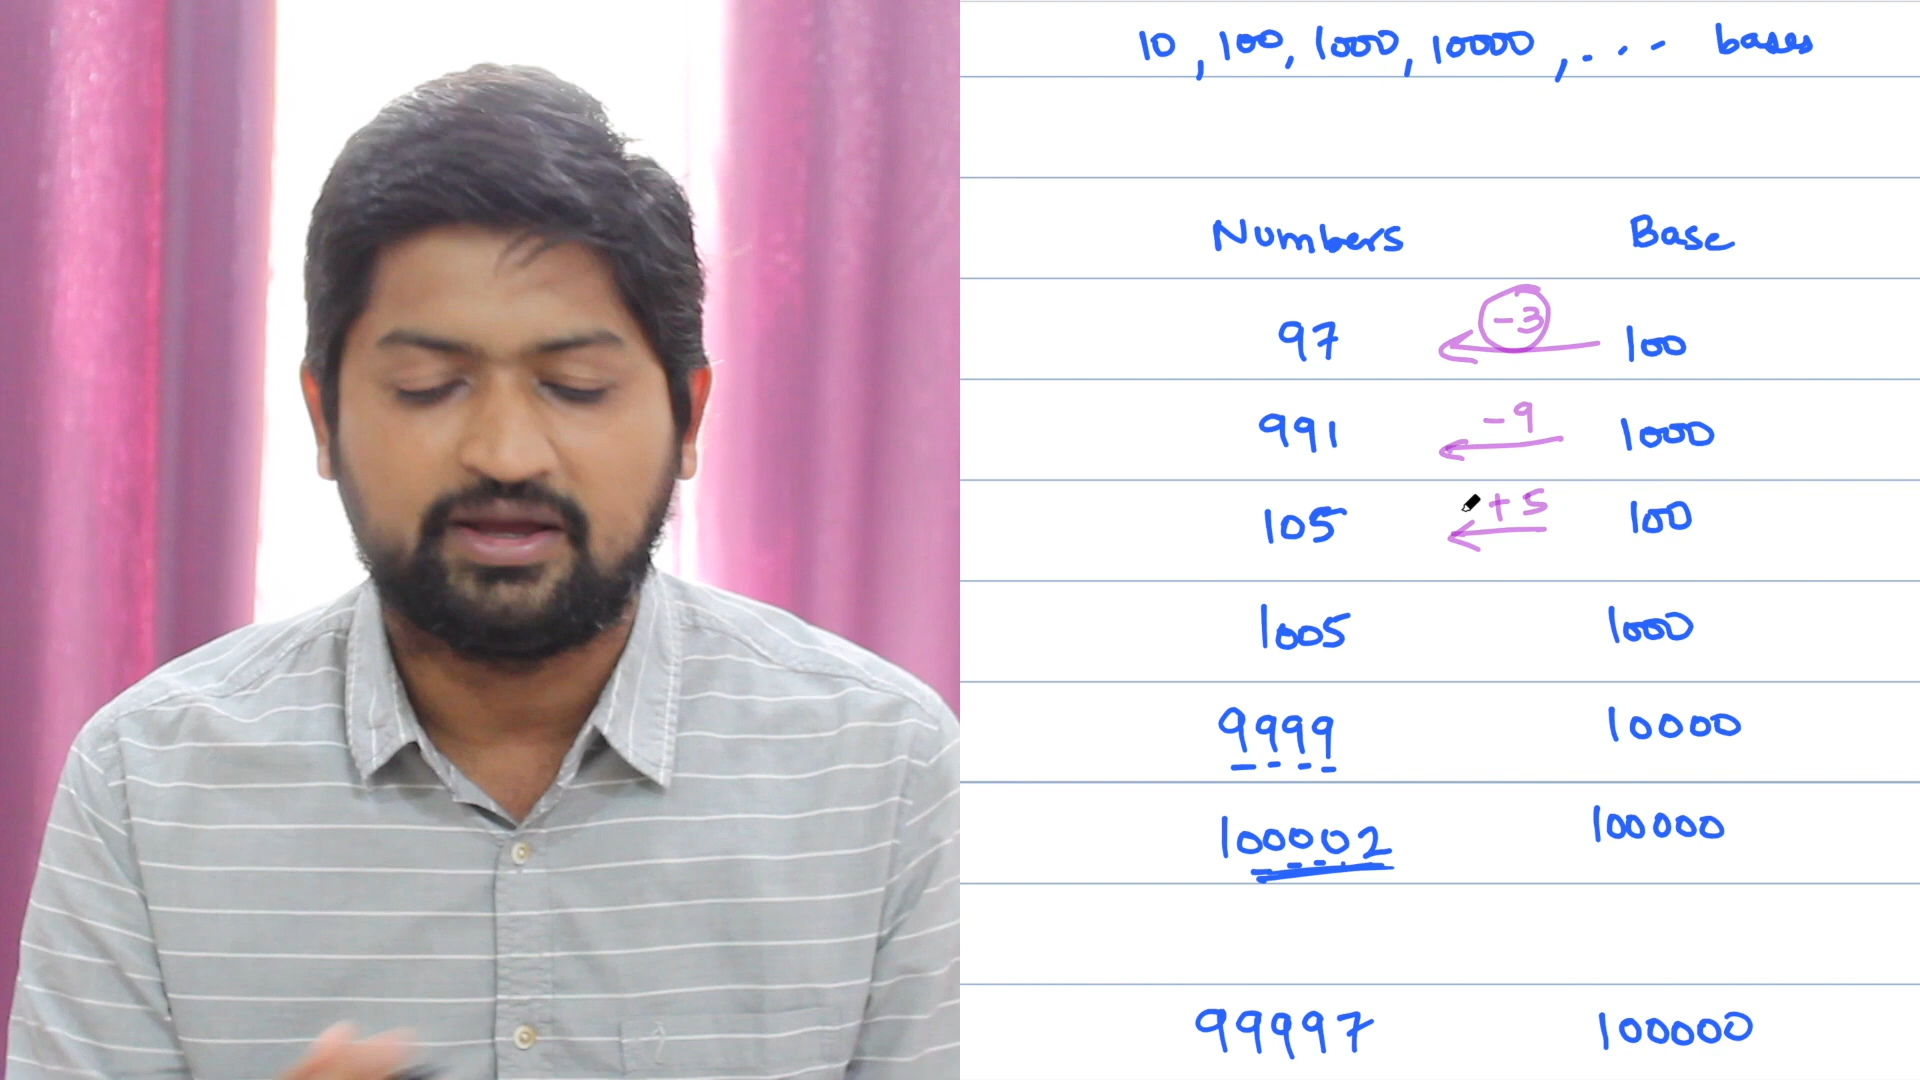 10, 100, 1000, 10000, ... bases
Numbers Base
97 -3 100
991 -9 1000
105 +5 100
1005 1000
9999 10000
100002 100000
99997 100000